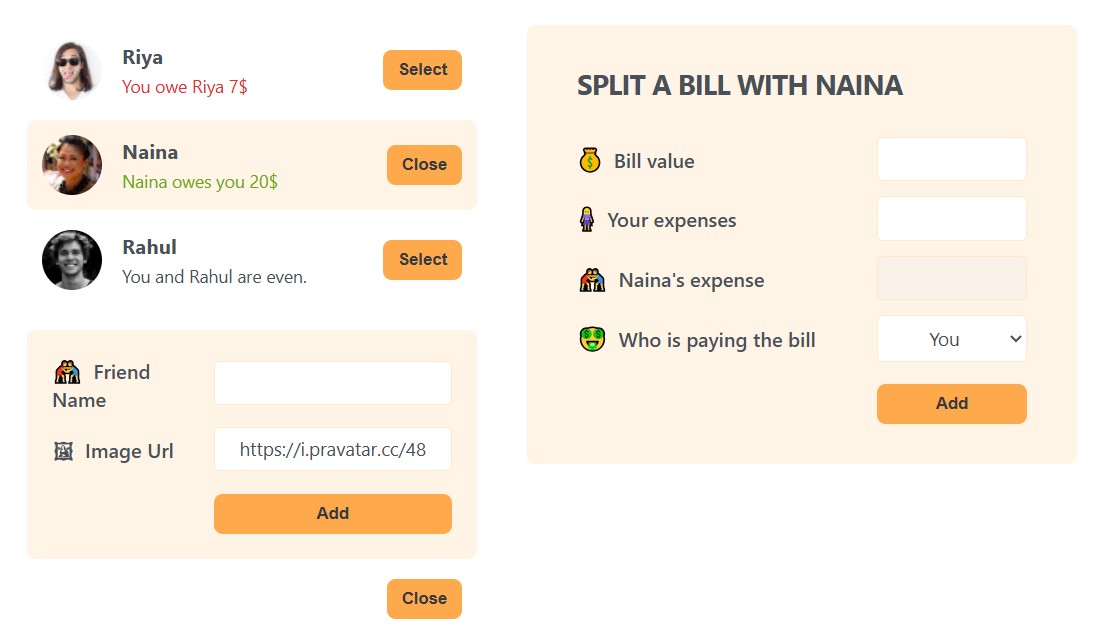 Riya
You owe Riya 7$
Select
Naina
Naina owes you 20$
Close
Rahul
You and Rahul are even.
Select
Friend
Name
Image Url
https://i.pravatar.cc/48
Add
Close
SPLIT A BILL WITH NAINA
Bill value
Your expenses
Naina's expense
Who is paying the bill
You
Add